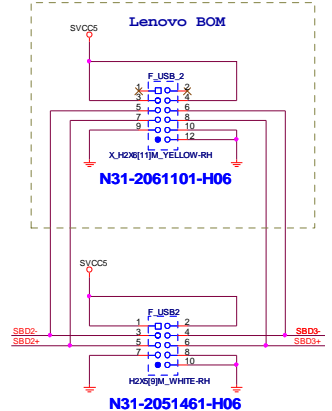 Lenovo BOM
SVCC5
F_USB_2
1 2
3 4
5 6
7 8
9 10
12
X_H2X6[11]M_YELLOW-RH
N31-2061101-H06
SVCC5
F_USB2
1 2
SBD2- 3 4 SBD3-
SBD2+ 5 6 SBD3+
7 8
10
H2X5[9]M_WHITE-RH
N31-2051461-H06